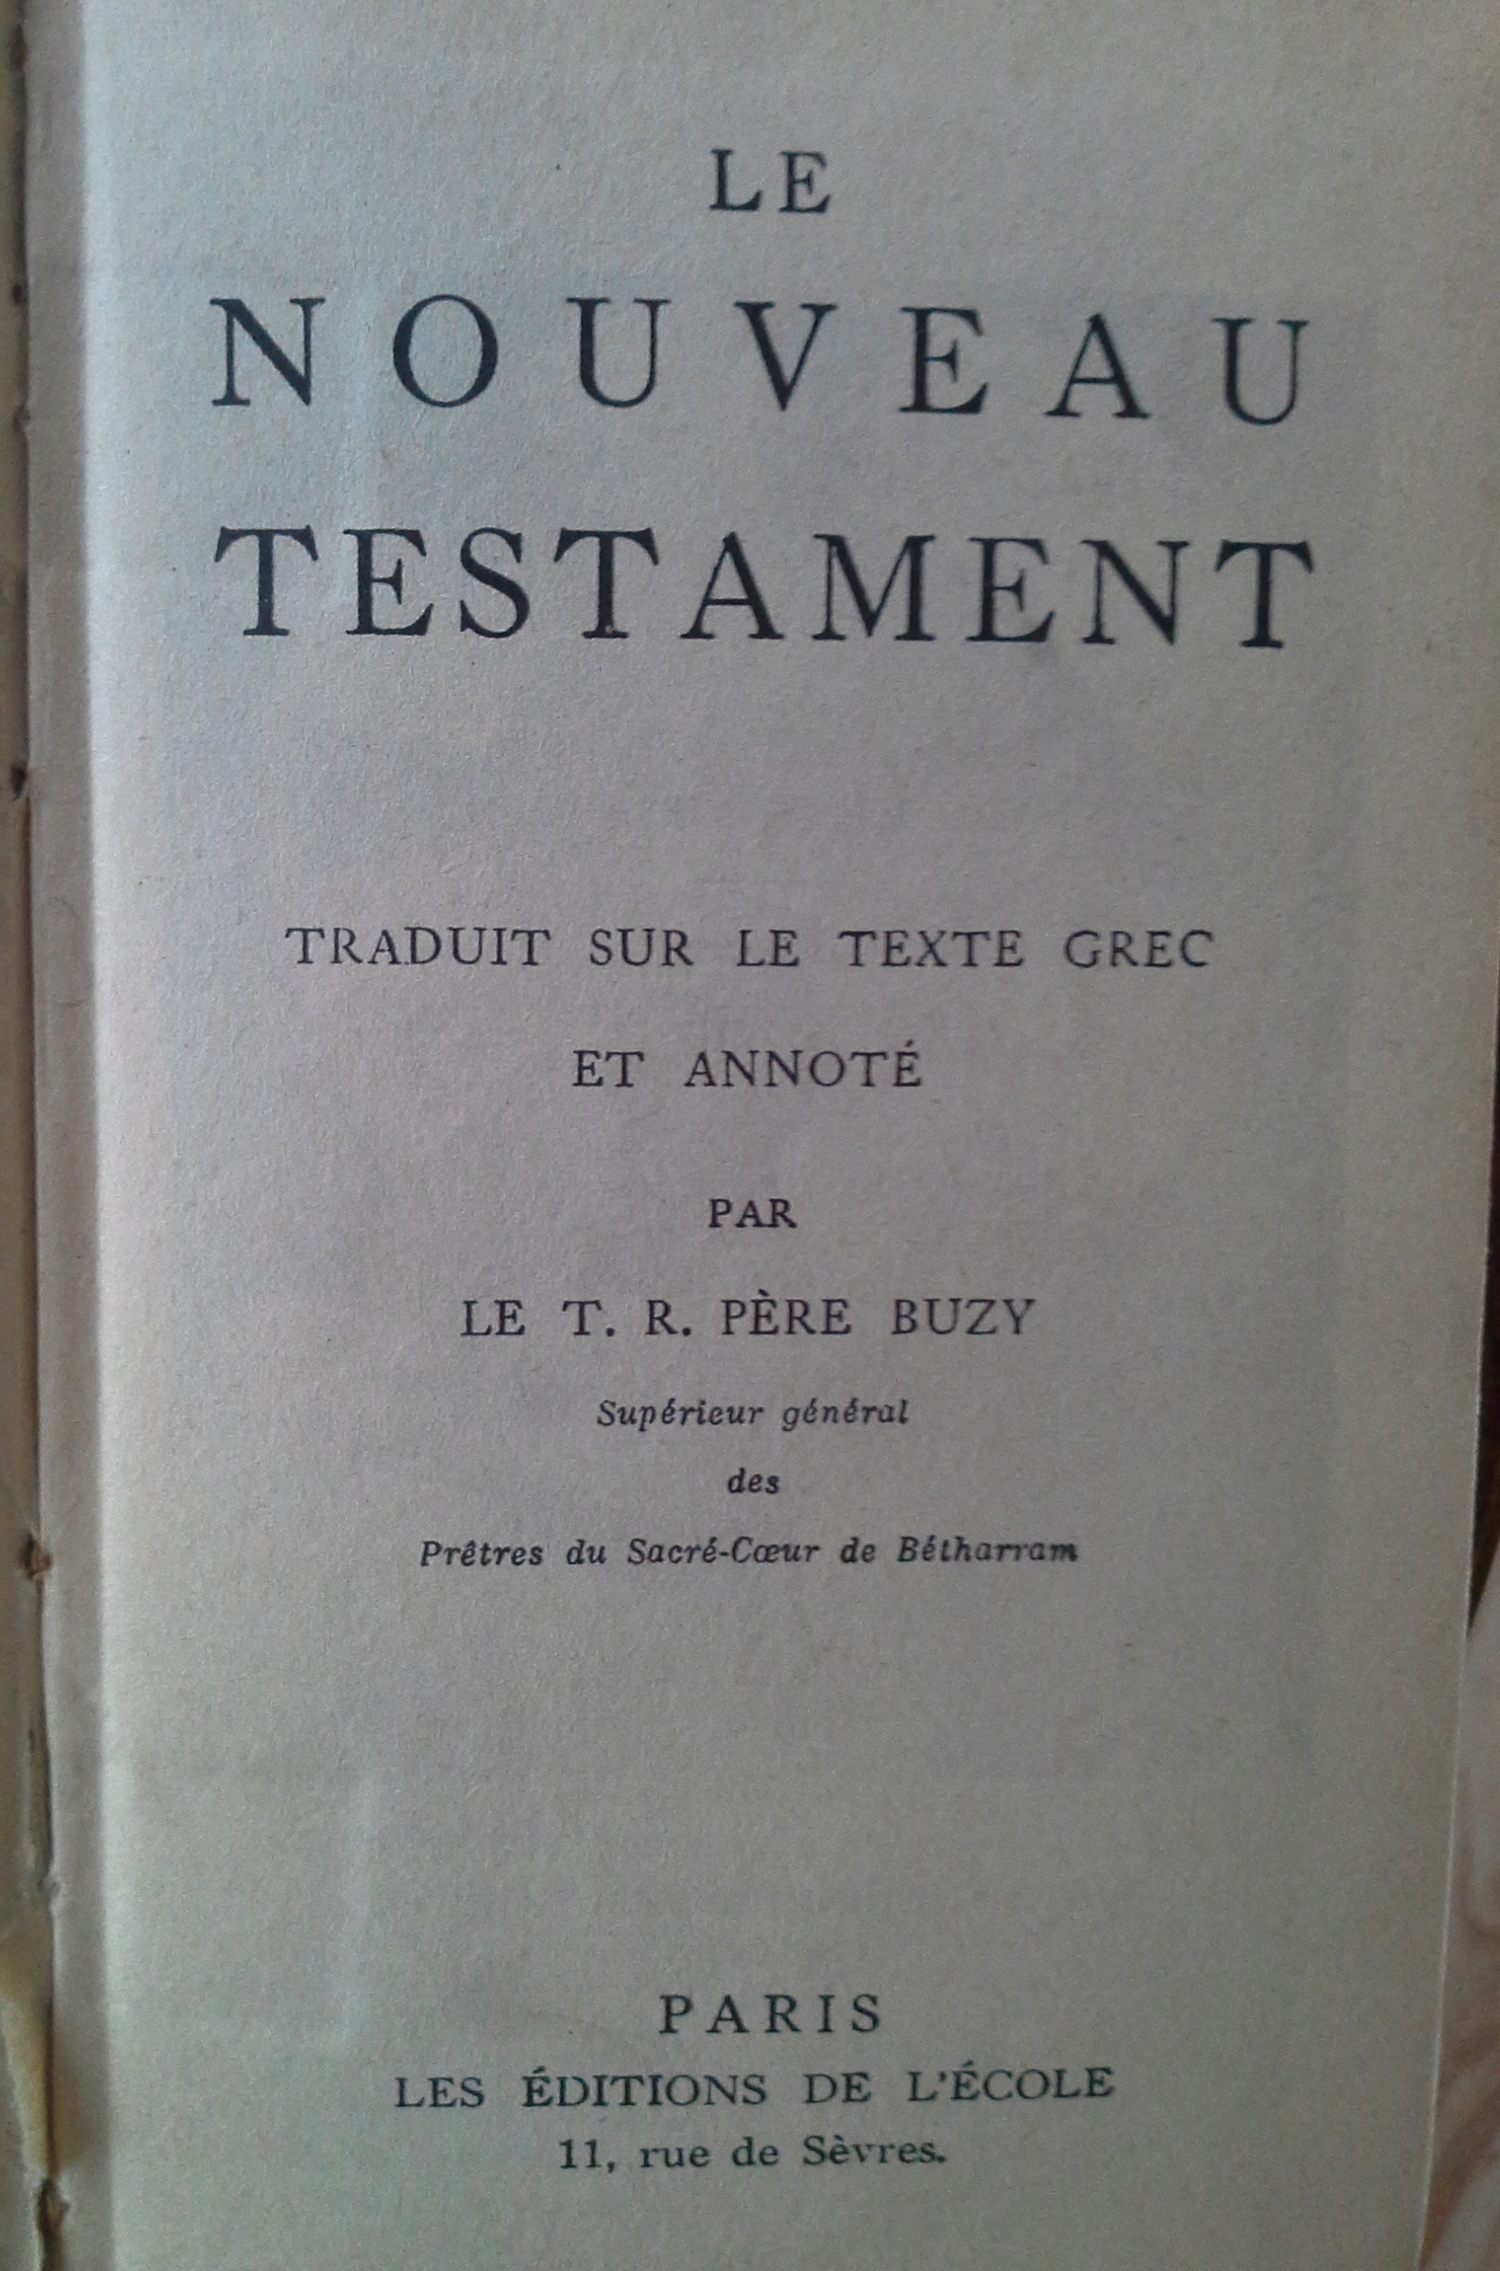 LE
NOUVEAU
TESTAMENT
TRADUIT SUR LE TEXTE GREC
ET ANNOTÉ
PAR
LE T. R. PÈRE BUZY
Supérieur général
des
Prêtres du Sacré-Cœur de Bétharram
PARIS
LES ÉDITIONS DE L'ÉCOLE
11, rue de Sèvres.